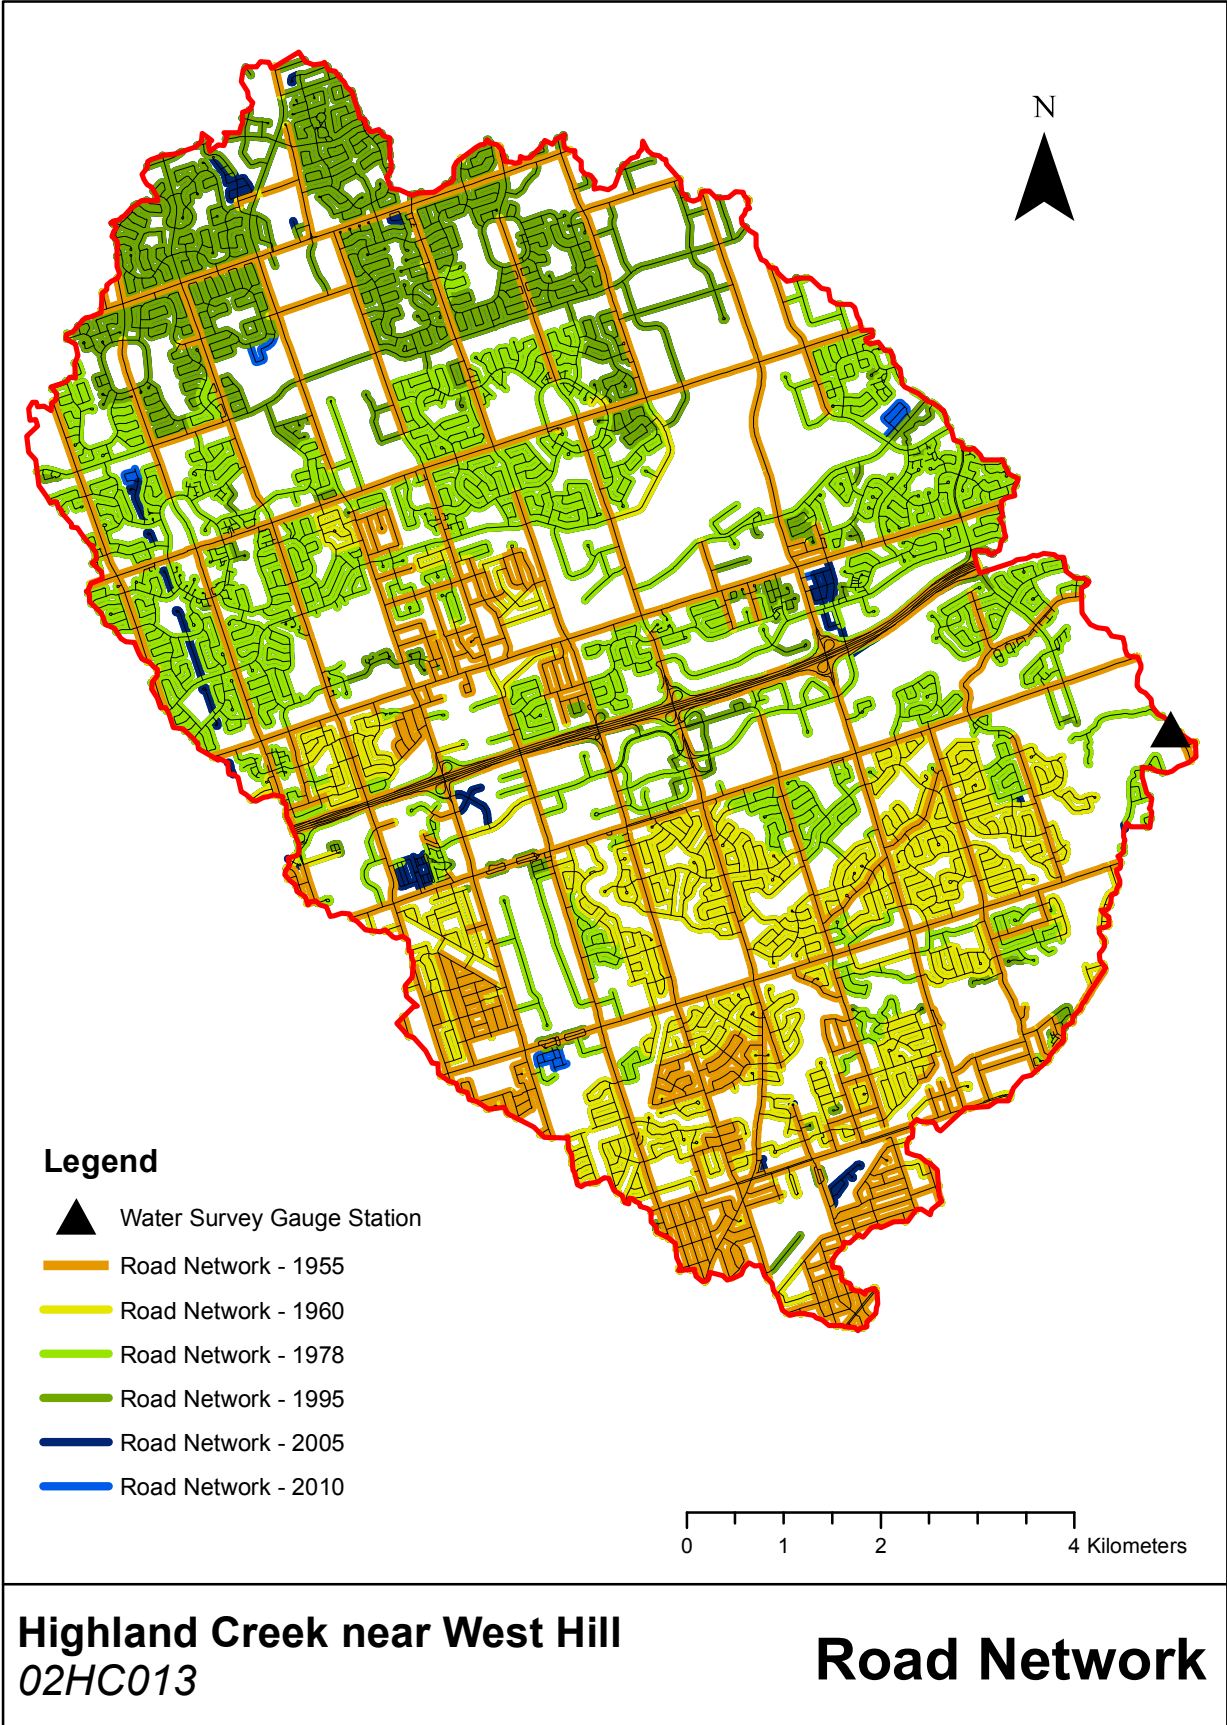 N
Legend
Water Survey Gauge Station
Road Network - 1955
Road Network - 1960
Road Network - 1978
Road Network - 1995
Road Network - 2005
Road Network - 2010
0 1 2 4 Kilometers
Highland Creek near West Hill
02HC013
Road Network